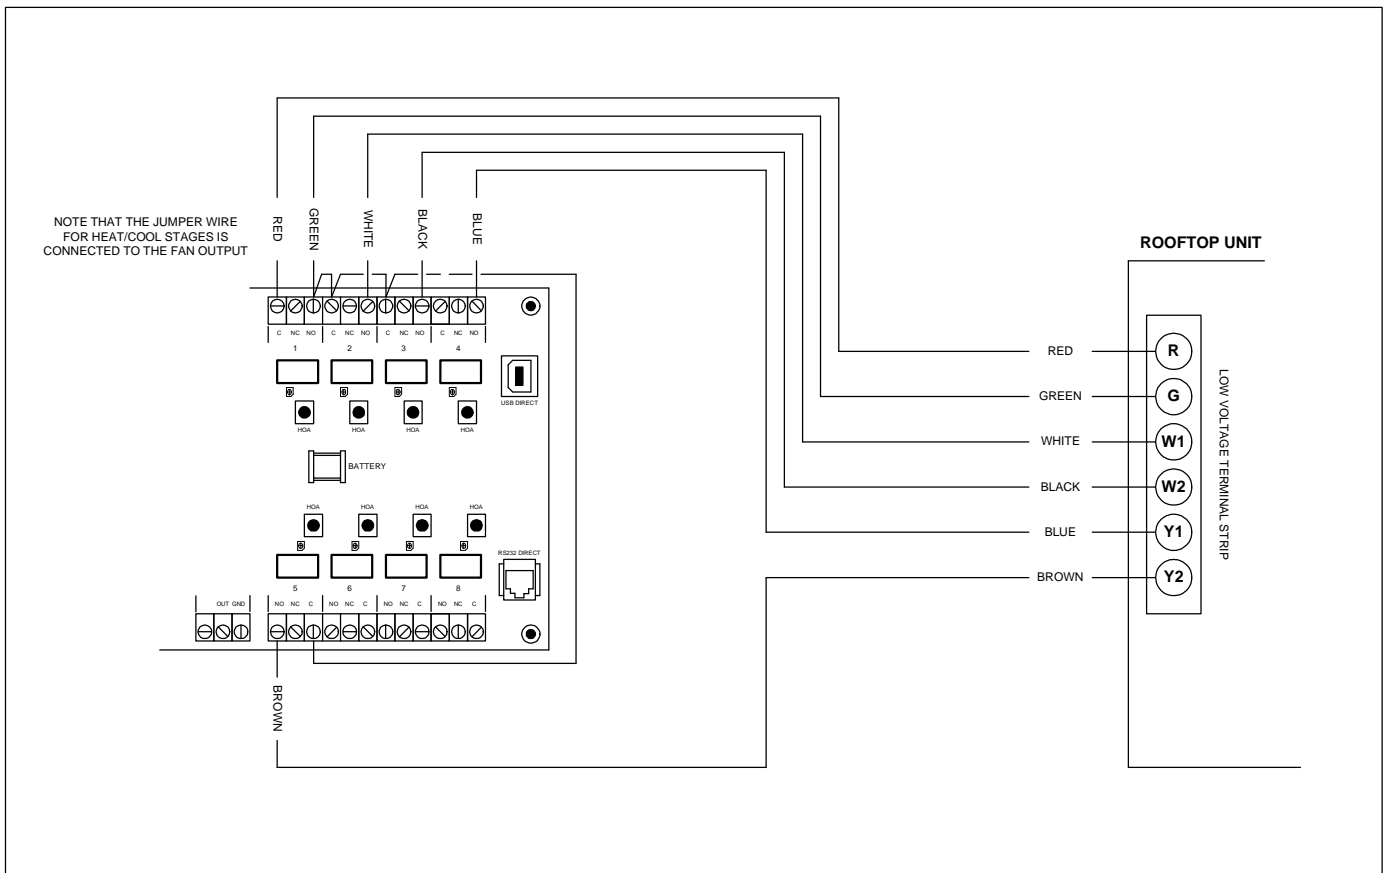 NOTE THAT THE JUMPER WIRE
FOR HEAT/COOL STAGES IS
CONNECTED TO THE FAN OUTPUT
RED
GREEN
WHITE
BLACK
BLUE
C NC NO C NC NO C NC NO C NC NO
1 2 3 4
USB DIRECT
HOA HOA HOA HOA
BATTERY
HOA HOA HOA HOA
RS232 DIRECT
5 6 7 8
OUT GND NO NC C NO NC C NO NC C NO NC C
BROWN
ROOFTOP UNIT
RED R
GREEN G
WHITE W1
BLACK W2
BLUE Y1
BROWN Y2
LOW VOLTAGE TERMINAL STRIP